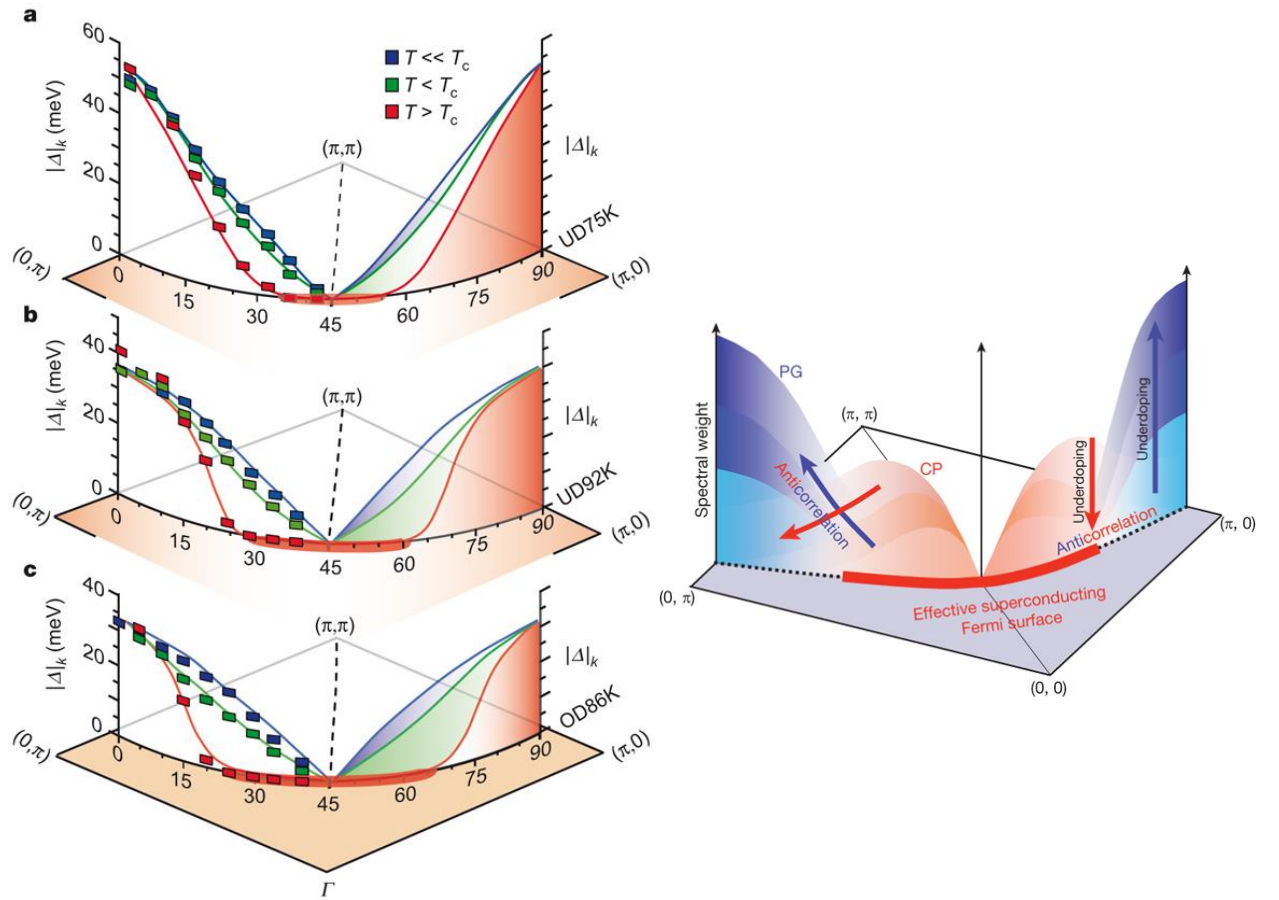 a
60
40
20
0
|Δ|k (meV)
T << Tc
T < Tc
T > Tc
(π,π)
|Δ|k
UD75K
(0,π)
(π,0)
0
15
30
45
60
75
90
b
40
20
0
|Δ|k (meV)
(π,π)
|Δ|k
UD92K
(0,π)
(π,0)
0
15
30
45
60
75
90
c
40
20
0
|Δ|k (meV)
(π,π)
|Δ|k
OD86K
(0,π)
(π,0)
0
15
30
45
60
75
90
Γ
Spectral weight
PG
(π, π)
CP
Anticorrelation
Underdoping
Underdoping
Anticorrelation
(π, 0)
(0, π)
Effective superconducting
Fermi surface
(0, 0)